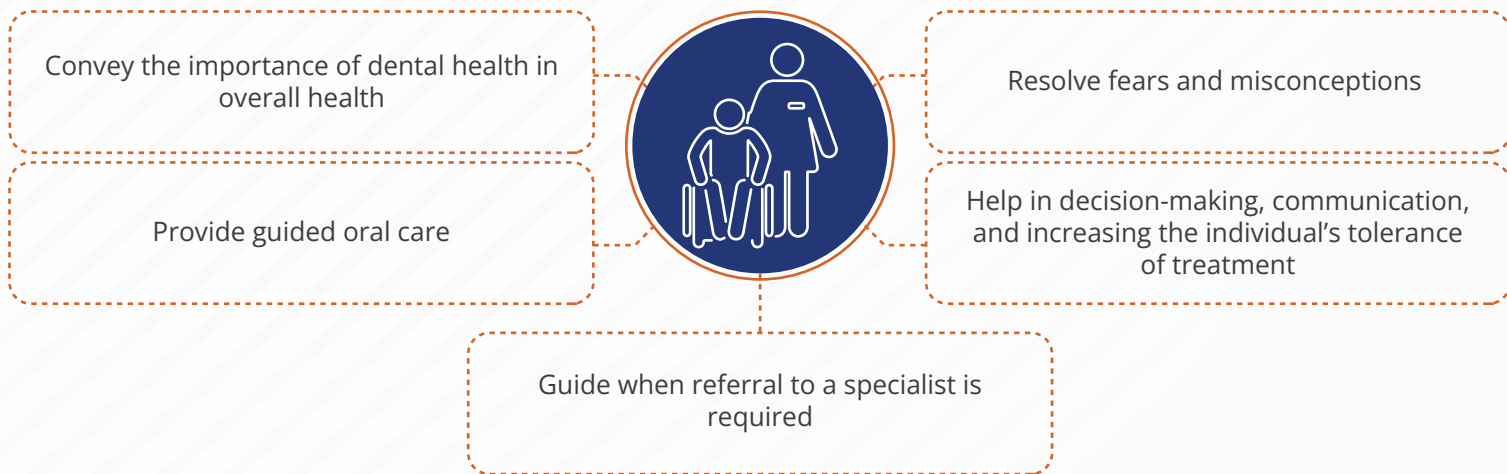 Convey the importance of dental health in
overall health
Provide guided oral care
Resolve fears and misconceptions
Help in decision-making, communication,
and increasing the individual’s tolerance
of treatment
Guide when referral to a specialist is
required